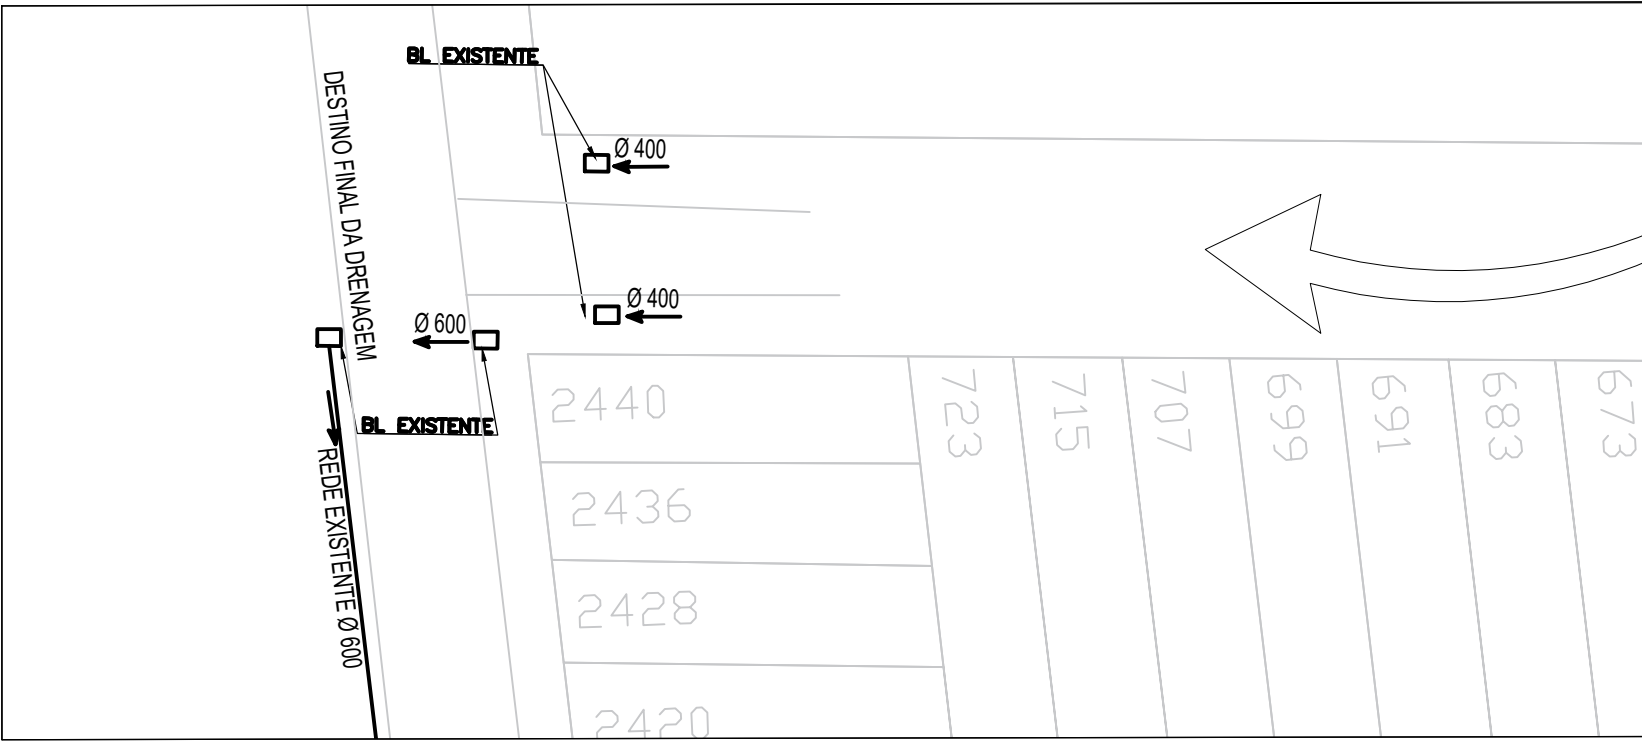 BL EXISTENTE
DESTINO FINAL DA DRENAGEM
Ø 400
Ø 400
Ø 600
BL EXISTENTE
REDE EXISTENTE Ø 600
2440
2436
2428
2420
723
715
707
699
691
683
673